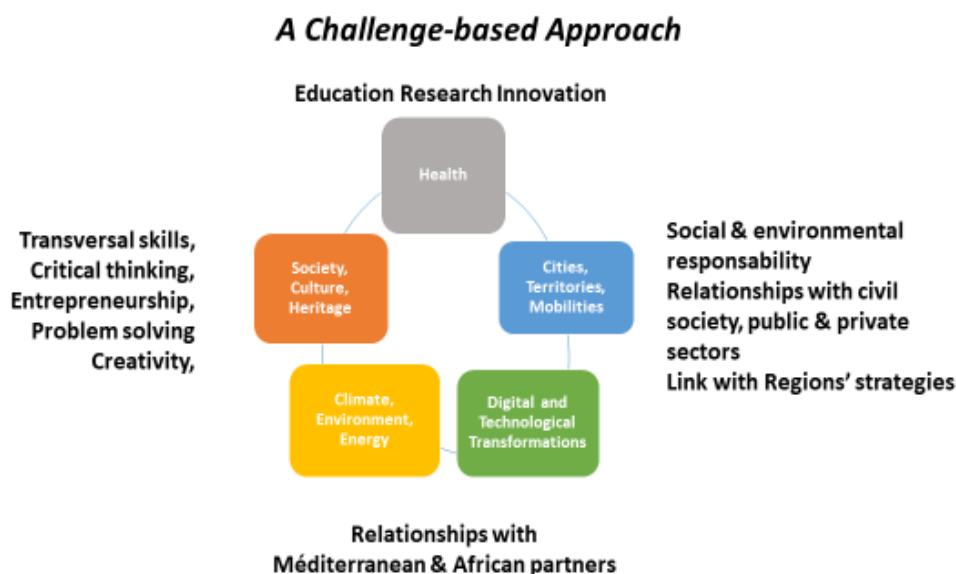 A Challenge-based Approach
Education Research Innovation
Health
Transversal skills,
Critical thinking,
Entrepreneurship,
Problem solving
Creativity,
Society,
Culture,
Heritage
Cities,
Territories,
Mobilities
Social & environmental
responsability
Relationships with civil
society, public & private
sectors
Link with Regions’ strategies
Climate,
Environment,
Energy
Digital and
Technological
Transformations
Relationships with
Méditerranean & African partners